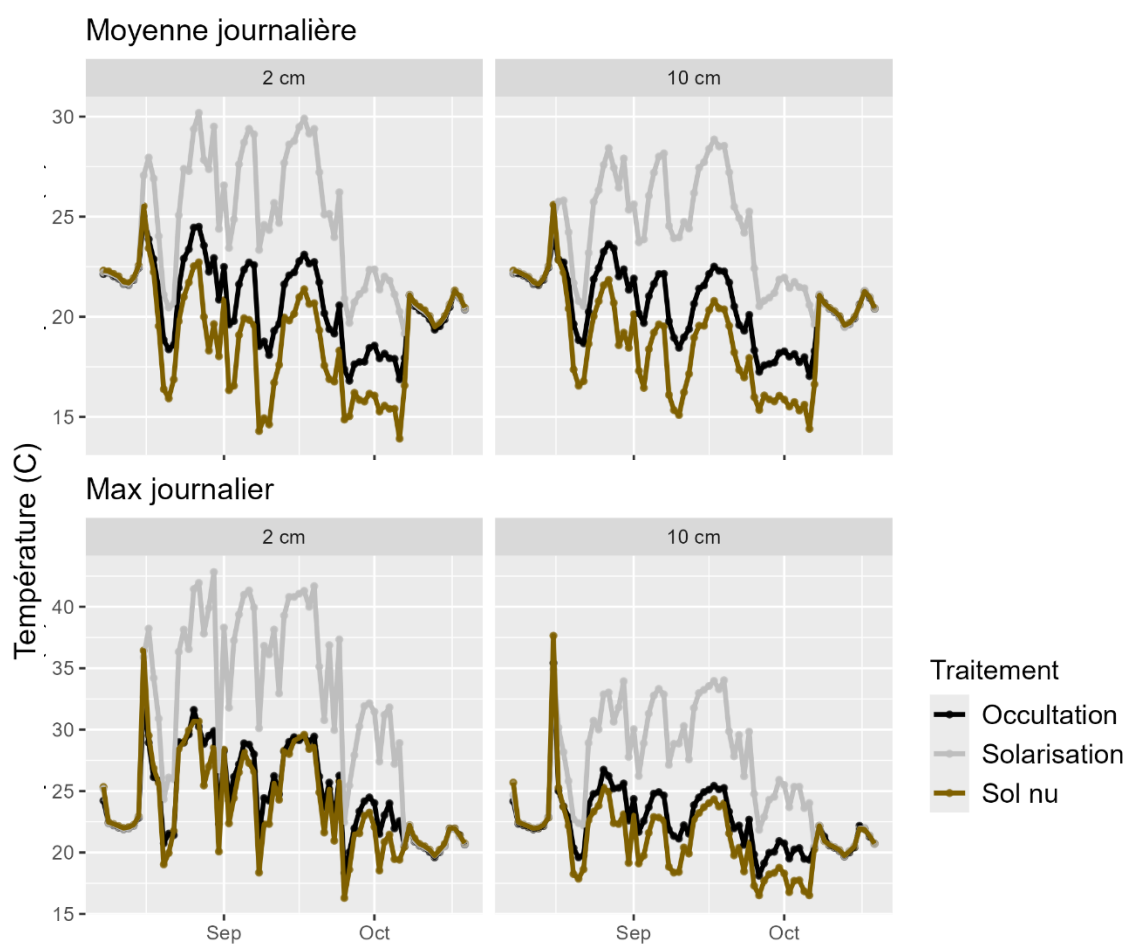 Moyenne journalière
2 cm
10 cm
30
25
20
15
Température (C)
Max journalier
2 cm
10 cm
40
35
30
25
20
15
Sep
Oct
Sep
Oct
Traitement
Occultation
Solarisation
Sol nu